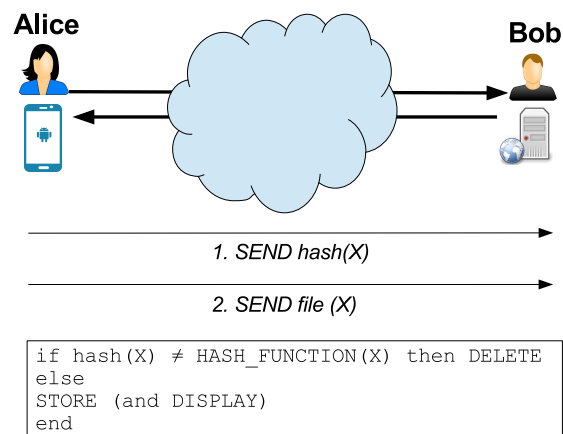 Alice
Bob
1. SEND hash(X)
2. SEND file (X)
if hash(X) ≠ HASH_FUNCTION(X) then DELETE
else
STORE (and DISPLAY)
end